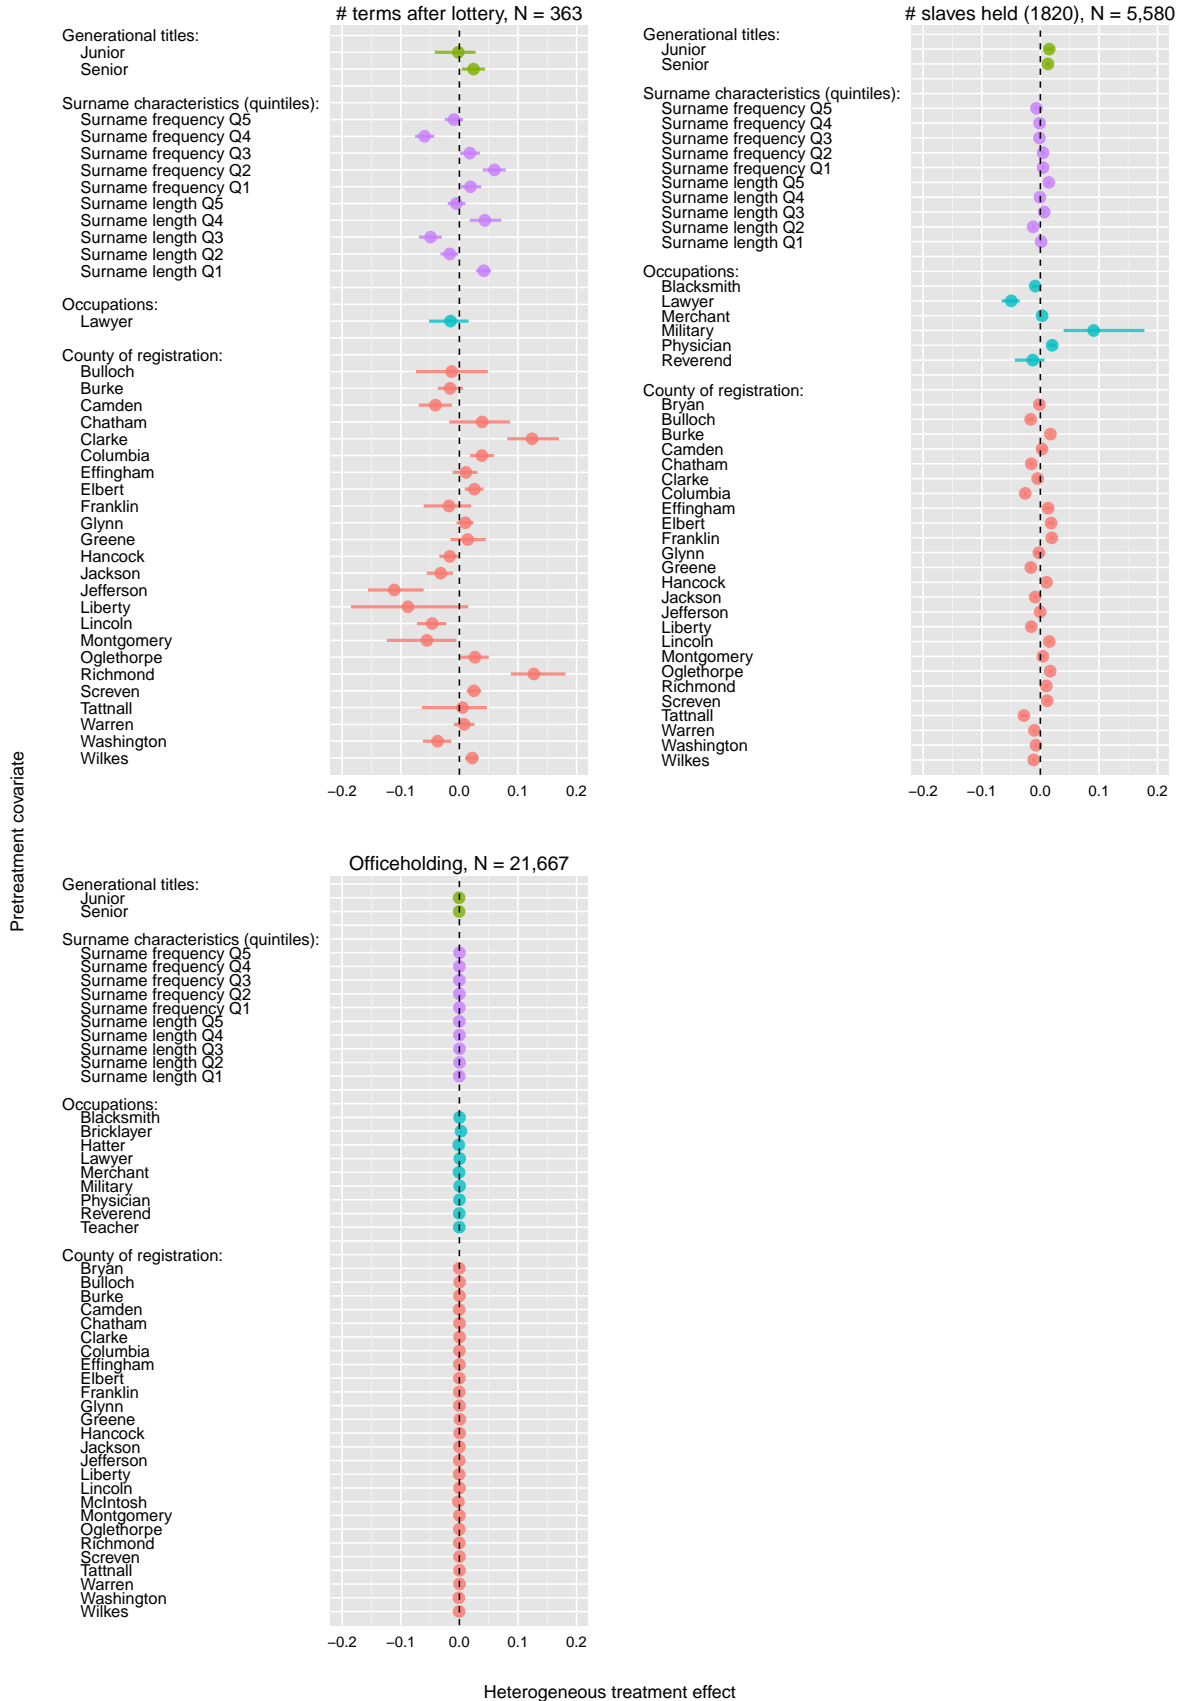 # terms after lottery, N = 363
Generational titles:
Junior
Senior
Surname characteristics (quintiles):
Surname frequency Q5
Surname frequency Q4
Surname frequency Q3
Surname frequency Q2
Surname frequency Q1
Surname length Q5
Surname length Q4
Surname length Q3
Surname length Q2
Surname length Q1
Occupations:
Lawyer
County of registration:
Bulloch
Burke
Camden
Chatham
Clarke
Columbia
Effingham
Elbert
Franklin
Glynn
Greene
Hancock
Jackson
Jefferson
Liberty
Lincoln
Montgomery
Oglethorpe
Richmond
Screven
Tattnall
Warren
Washington
Wilkes
−0.2 −0.1 0.0 0.1 0.2
# slaves held (1820), N = 5,580
Generational titles:
Junior
Senior
Surname characteristics (quintiles):
Surname frequency Q5
Surname frequency Q4
Surname frequency Q3
Surname frequency Q2
Surname frequency Q1
Surname length Q5
Surname length Q4
Surname length Q3
Surname length Q2
Surname length Q1
Occupations:
Blacksmith
Lawyer
Merchant
Military
Physician
Reverend
County of registration:
Bryan
Bulloch
Burke
Camden
Chatham
Clarke
Columbia
Effingham
Elbert
Franklin
Glynn
Greene
Hancock
Jackson
Jefferson
Liberty
Lincoln
Montgomery
Oglethorpe
Richmond
Screven
Tattnall
Warren
Washington
Wilkes
−0.2 −0.1 0.0 0.1 0.2
Pretreatment covariate
Officeholding, N = 21,667
Generational titles:
Junior
Senior
Surname characteristics (quintiles):
Surname frequency Q5
Surname frequency Q4
Surname frequency Q3
Surname frequency Q2
Surname frequency Q1
Surname length Q5
Surname length Q4
Surname length Q3
Surname length Q2
Surname length Q1
Occupations:
Blacksmith
Bricklayer
Hatter
Lawyer
Merchant
Military
Physician
Reverend
Teacher
County of registration:
Bryan
Bulloch
Burke
Camden
Chatham
Clarke
Columbia
Effingham
Elbert
Franklin
Glynn
Greene
Hancock
Jackson
Jefferson
Liberty
Lincoln
McIntosh
Montgomery
Oglethorpe
Richmond
Screven
Tattnall
Warren
Washington
Wilkes
−0.2 −0.1 0.0 0.1 0.2
Heterogeneous treatment effect